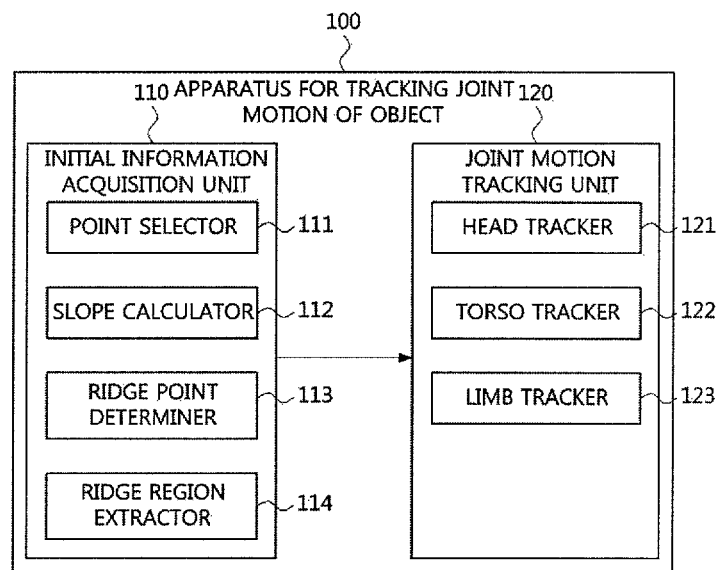 100
APPARATUS FOR TRACKING JOINT
MOTION OF OBJECT
110
120
INITIAL INFORMATION
ACQUISITION UNIT
POINT SELECTOR
111
SLOPE CALCULATOR
112
RIDGE POINT
DETERMINER
113
RIDGE REGION
EXTRACTOR
114
JOINT MOTION
TRACKING UNIT
HEAD TRACKER
121
TORSO TRACKER
122
LIMB TRACKER
123